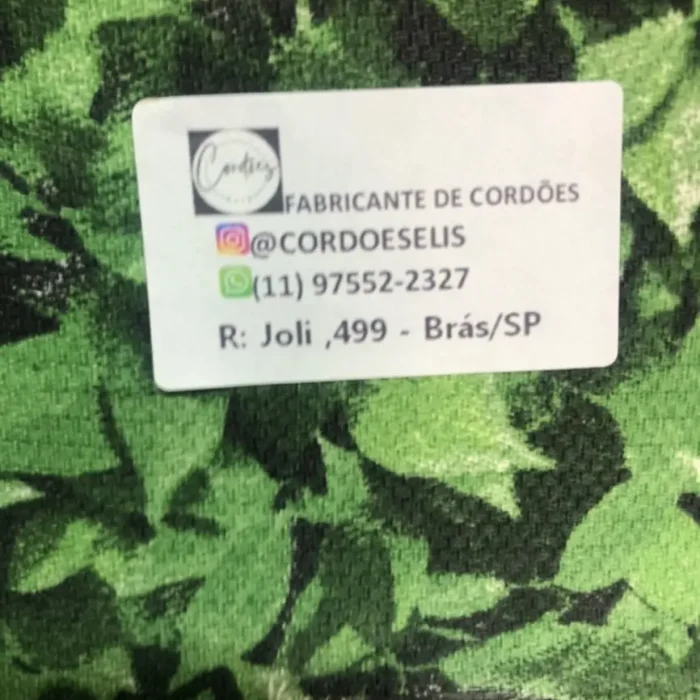 Cordões
FABRICANTE DE CORDÕES
@CORDOESELIS
(11) 97552-2327
R: Joli ,499 - Brás/SP